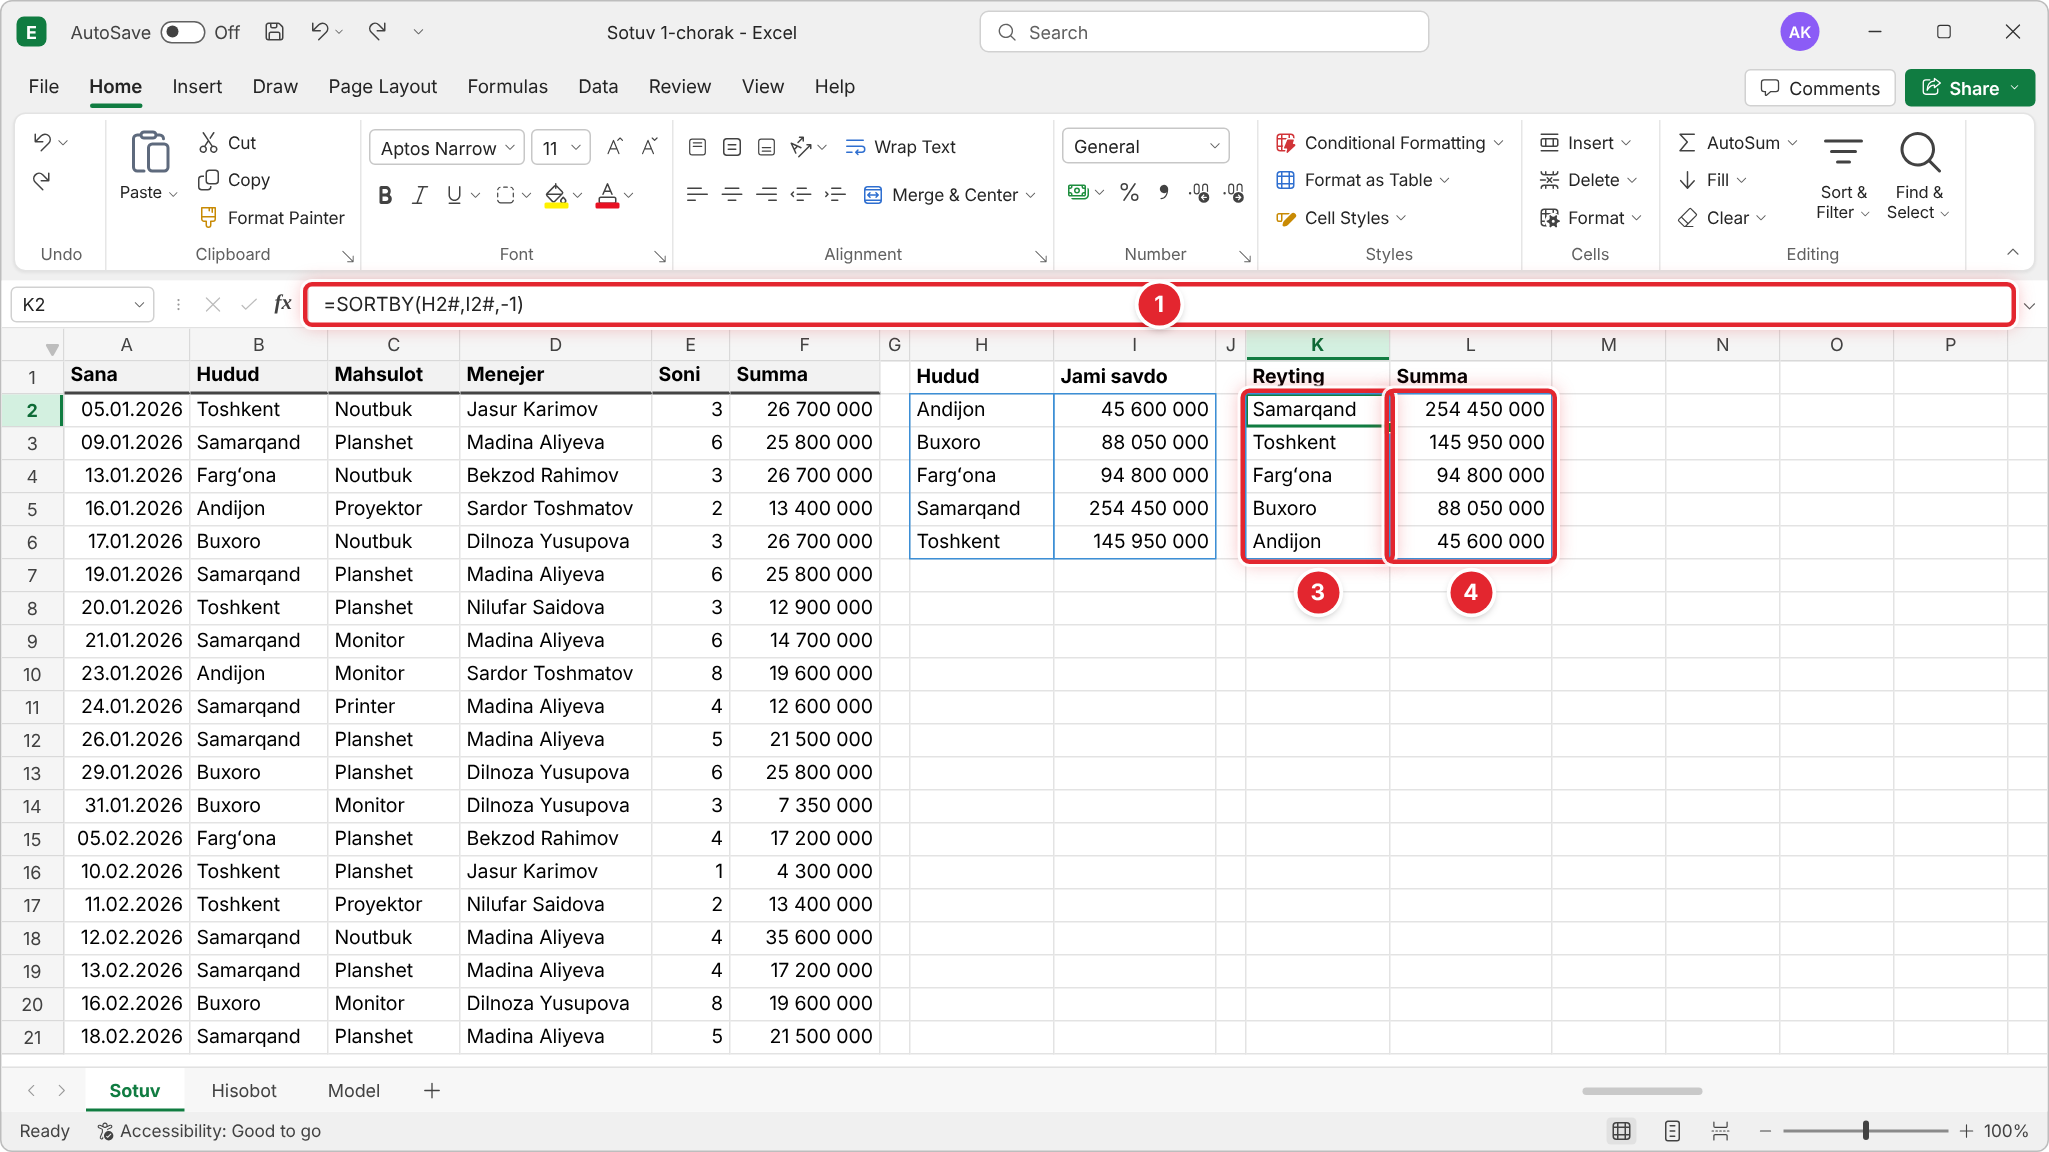 E AutoSave Off Sotuv 1-chorak - Excel Search AK
File Home Insert Draw Page Layout Formulas Data Review View Help Comments Share
Paste Cut Copy Format Painter
Aptos Narrow 11
B I U A
Wrap Text
Merge & Center
General
% ,
Conditional Formatting
Format as Table
Cell Styles
Insert
Delete
Format
AutoSum
Fill
Clear
Sort & Filter
Find & Select
Undo Clipboard Font Alignment Number Styles Cells Editing
K2 fx =SORTBY(H2#,I2#,-1) 1
A B C D E F G H I J K L M N O P
1 Sana Hudud Mahsulot Menejer Soni Summa Hudud Jami savdo Reyting Summa
2 05.01.2026 Toshkent Noutbuk Jasur Karimov 3 26 700 000 Andijon 45 600 000 Samarqand 254 450 000
3 09.01.2026 Samarqand Planshet Madina Aliyeva 6 25 800 000 Buxoro 88 050 000 Toshkent 145 950 000
4 13.01.2026 Fargʻona Noutbuk Bekzod Rahimov 3 26 700 000 Fargʻona 94 800 000 Fargʻona 94 800 000
5 16.01.2026 Andijon Proyektor Sardor Toshmatov 2 13 400 000 Samarqand 254 450 000 Buxoro 88 050 000
6 17.01.2026 Buxoro Noutbuk Dilnoza Yusupova 3 26 700 000 Toshkent 145 950 000 Andijon 45 600 000
7 19.01.2026 Samarqand Planshet Madina Aliyeva 6 25 800 000
3 4
8 20.01.2026 Toshkent Planshet Nilufar Saidova 3 12 900 000
9 21.01.2026 Samarqand Monitor Madina Aliyeva 6 14 700 000
10 23.01.2026 Andijon Monitor Sardor Toshmatov 8 19 600 000
11 24.01.2026 Samarqand Printer Madina Aliyeva 4 12 600 000
12 26.01.2026 Samarqand Planshet Madina Aliyeva 5 21 500 000
13 29.01.2026 Buxoro Planshet Dilnoza Yusupova 6 25 800 000
14 31.01.2026 Buxoro Monitor Dilnoza Yusupova 3 7 350 000
15 05.02.2026 Fargʻona Planshet Bekzod Rahimov 4 17 200 000
16 10.02.2026 Toshkent Planshet Jasur Karimov 1 4 300 000
17 11.02.2026 Toshkent Proyektor Nilufar Saidova 2 13 400 000
18 12.02.2026 Samarqand Noutbuk Madina Aliyeva 4 35 600 000
19 13.02.2026 Samarqand Planshet Madina Aliyeva 4 17 200 000
20 16.02.2026 Buxoro Monitor Dilnoza Yusupova 8 19 600 000
21 18.02.2026 Samarqand Planshet Madina Aliyeva 5 21 500 000
Sotuv Hisobot Model
Ready Accessibility: Good to go 100%